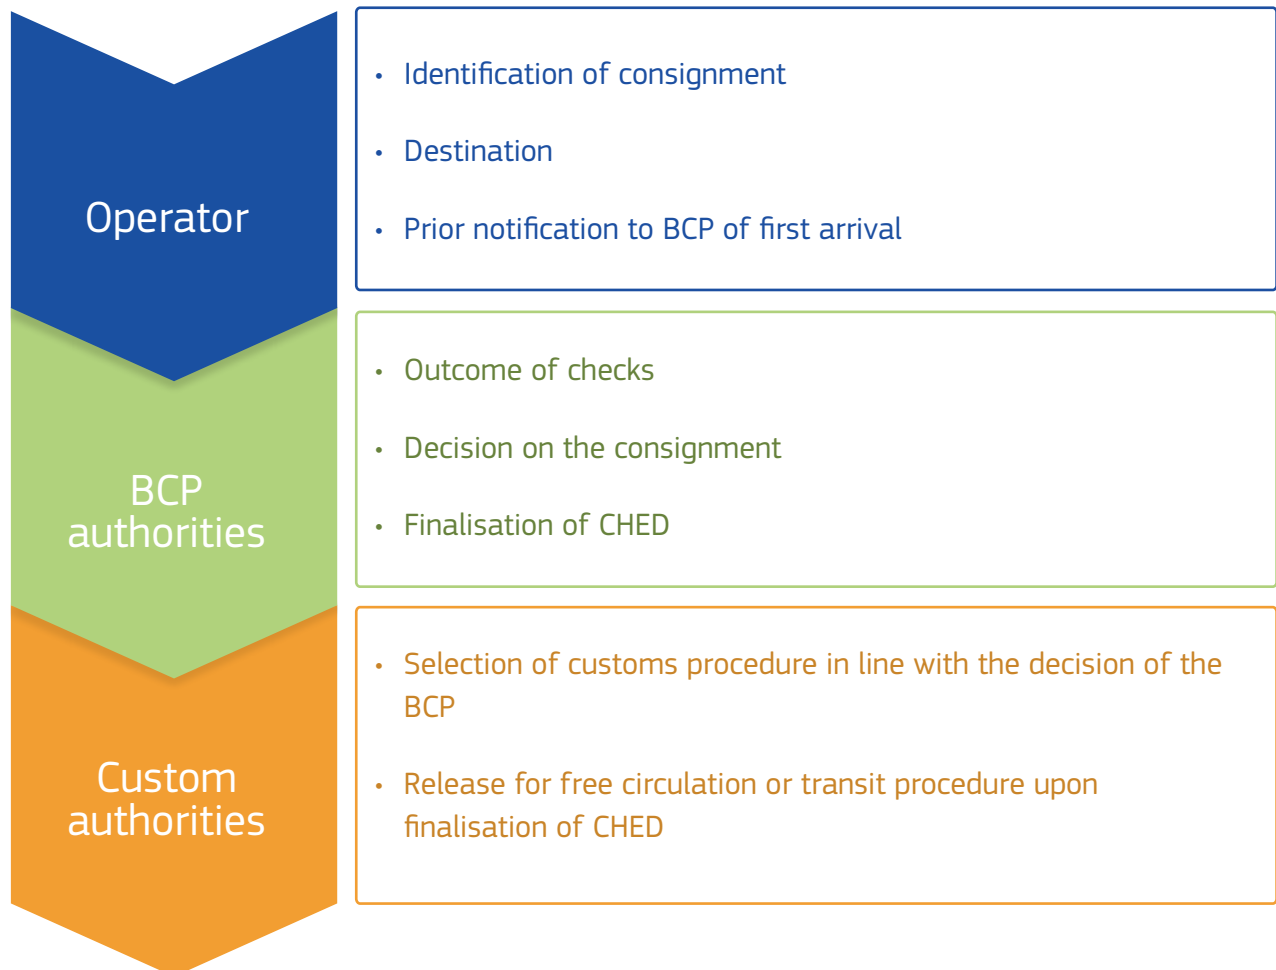 Operator
• Identification of consignment
• Destination
• Prior notification to BCP of first arrival
BCP
authorities
• Outcome of checks
• Decision on the consignment
• Finalisation of CHED
Custom
authorities
• Selection of customs procedure in line with the decision of the
BCP
• Release for free circulation or transit procedure upon
finalisation of CHED